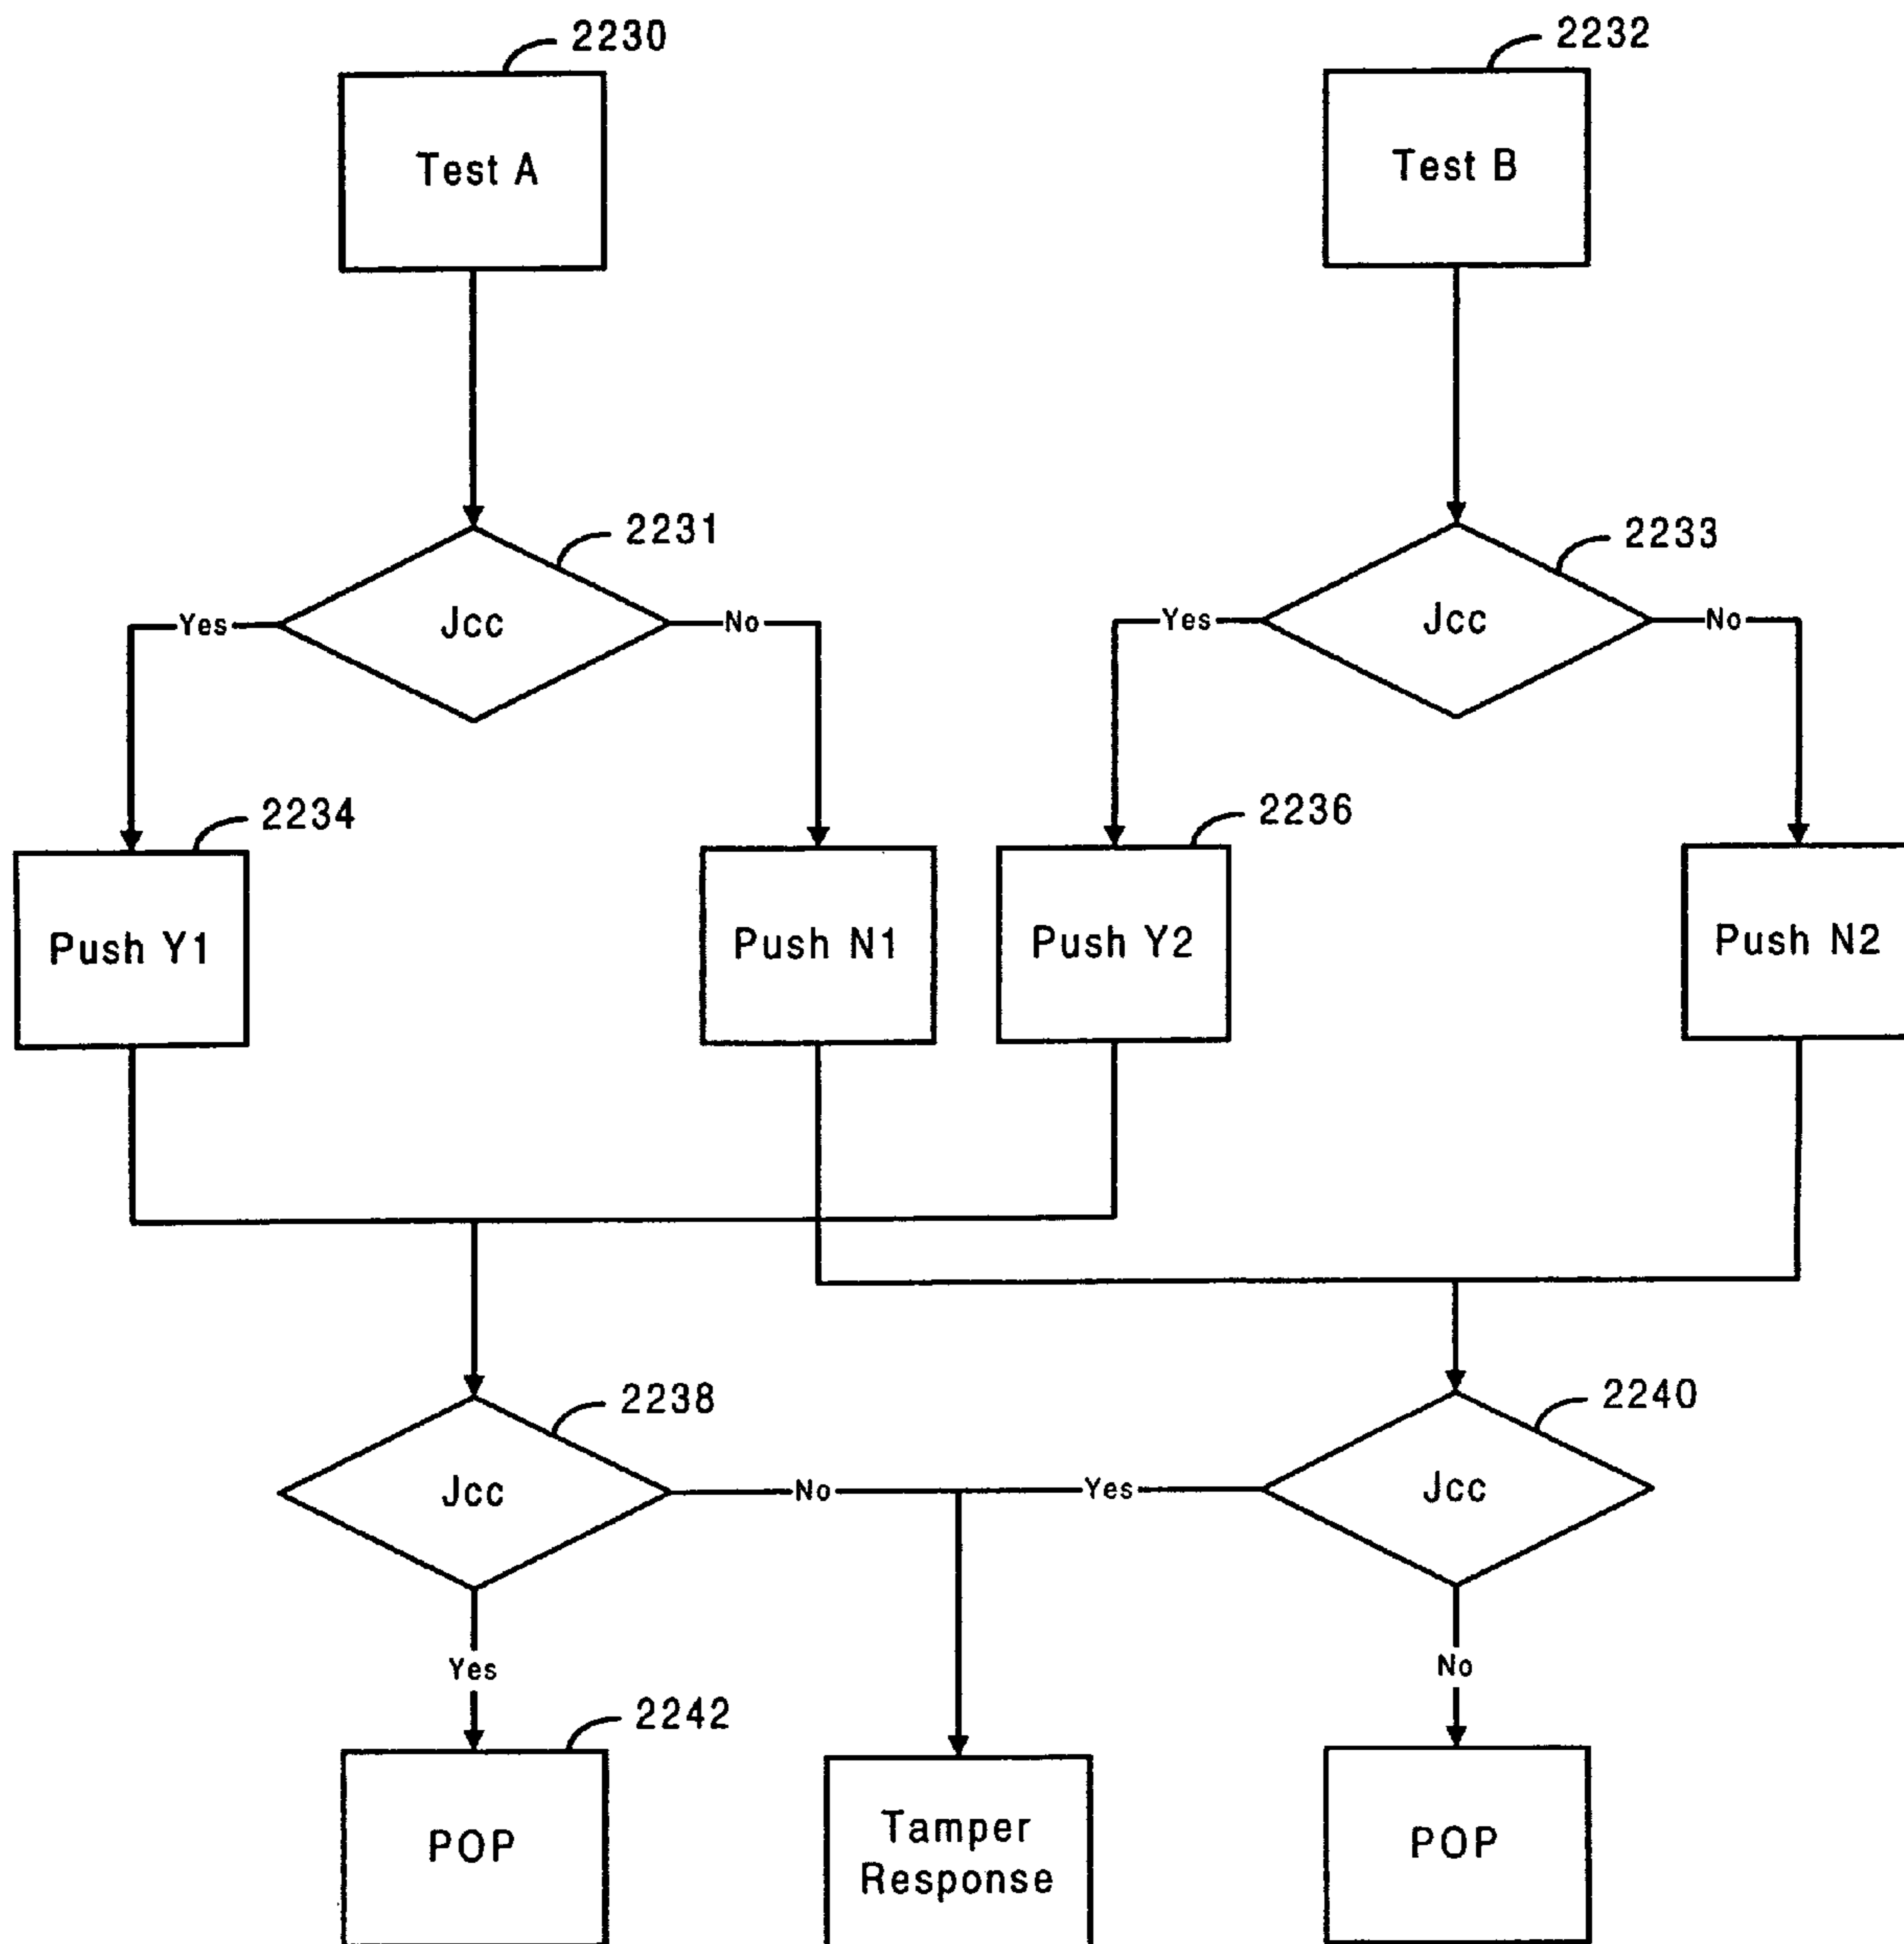 2230
2232
Test A
Test B
2231
2233
Jcc
Jcc
Yes
No
Yes
No
2234
2236
Push Y1
Push N1
Push Y2
Push N2
2238
2240
Jcc
Jcc
No
Yes
Yes
No
2242
POP
Tamper
Response
POP